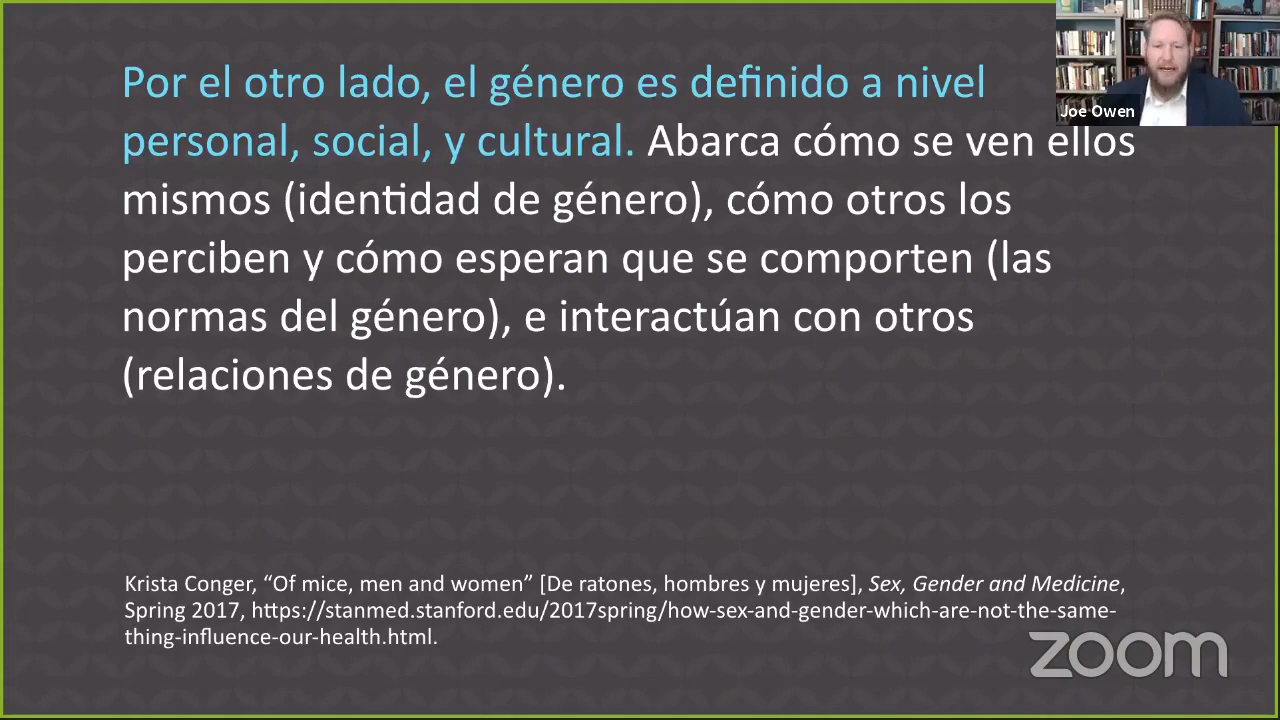 Por el otro lado, el género es definido a nivel
personal, social, y cultural. Abarca cómo se ven ellos
mismos (identidad de género), cómo otros los
perciben y cómo esperan que se comporten (las
normas del género), e interactúan con otros
(relaciones de género).
Joe Owen
Krista Conger, “Of mice, men and women” [De ratones, hombres y mujeres], Sex, Gender and Medicine,
Spring 2017, https://stanmed.stanford.edu/2017spring/how-sex-and-gender-which-are-not-the-same-
thing-influence-our-health.html.
zoom